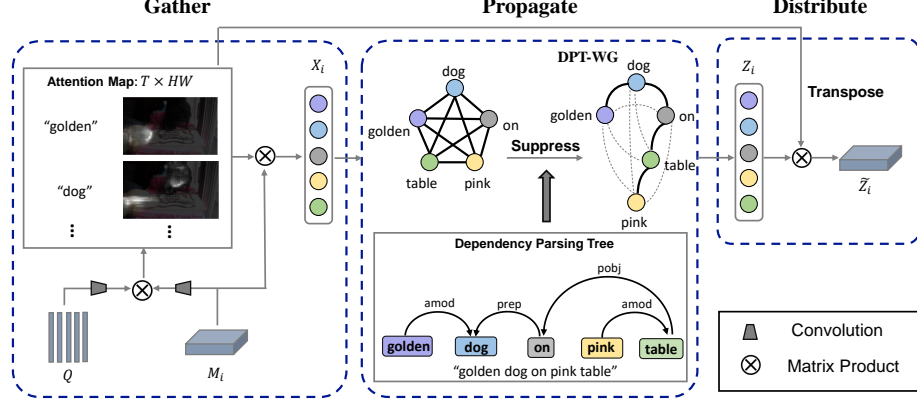 Gather
Propagate
Distribute
Attention Map: T × HW
"golden"
"dog"
⋮
⋮
Q
M_i
X_i
dog
golden
on
table
pink
Suppress
DPT-WG
dog
golden
on
table
pink
Dependency Parsing Tree
amod
prep
pobj
amod
golden
dog
on
pink
table
"golden dog on pink table"
Z_i
Transpose
Z̃_i
Convolution
Matrix Product